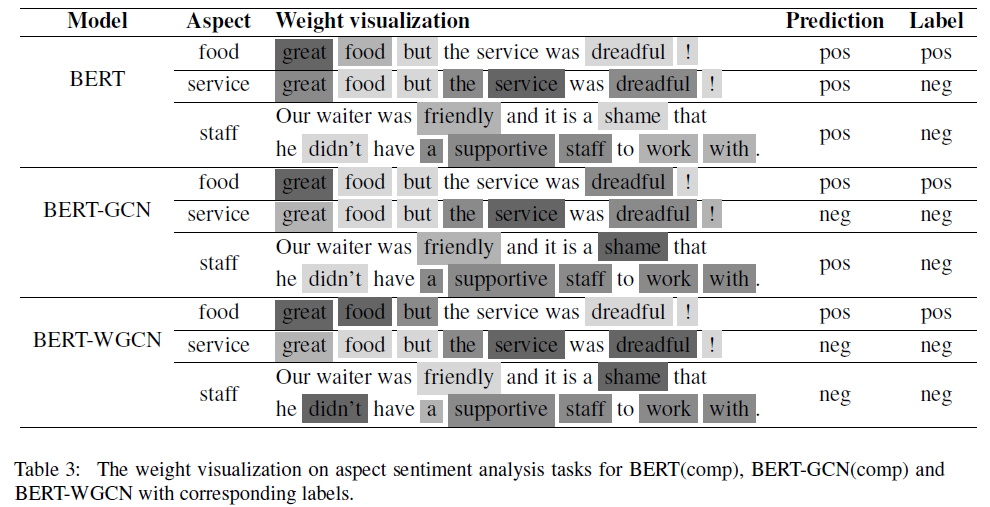 Model Aspect Weight visualization Prediction Label
food great food but the service was dreadful ! pos pos
BERT
service great food but the service was dreadful ! pos neg
Our waiter was friendly and it is a shame that
staff pos neg
he didn't have a supportive staff to work with .
food great food but the service was dreadful ! pos pos
BERT-GCN
service great food but the service was dreadful ! neg neg
Our waiter was friendly and it is a shame that
staff pos neg
he didn't have a supportive staff to work with .
food great food but the service was dreadful ! pos pos
BERT-WGCN
service great food but the service was dreadful ! neg neg
Our waiter was friendly and it is a shame that
staff neg neg
he didn't have a supportive staff to work with .
Table 3: The weight visualization on aspect sentiment analysis tasks for BERT(comp), BERT-GCN(comp) and
BERT-WGCN with corresponding labels.